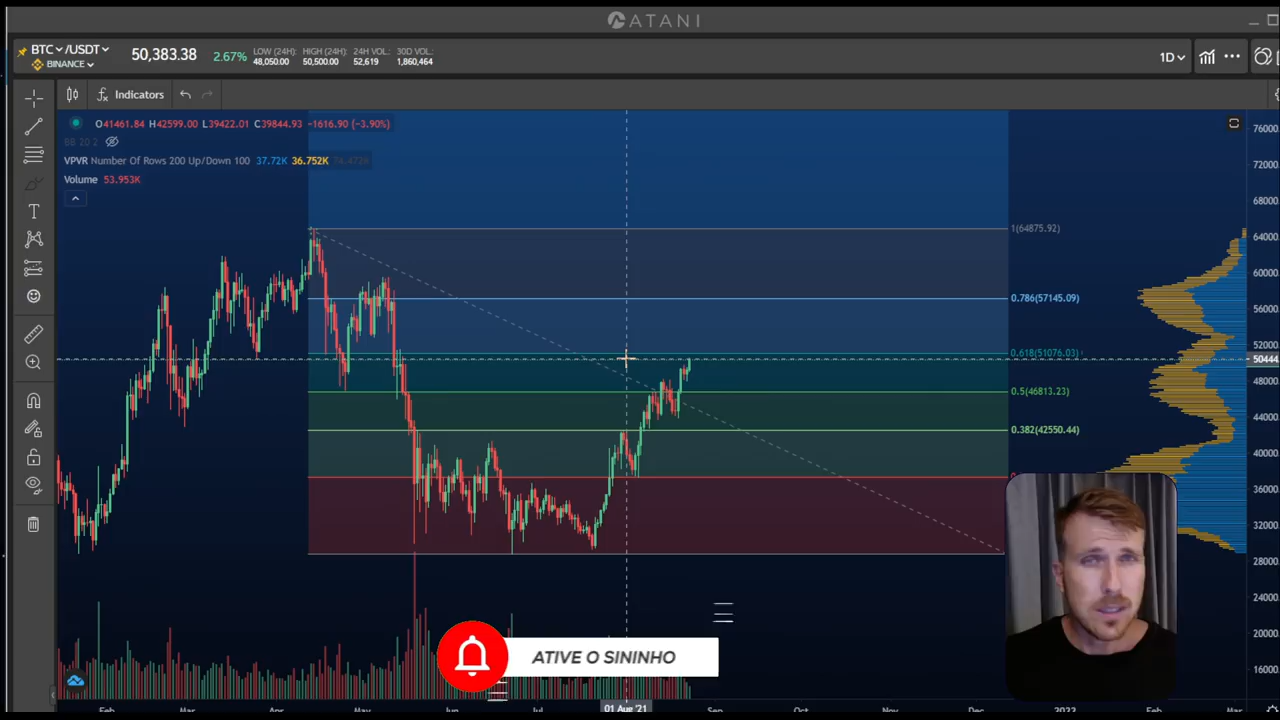 ATANI
BTC /USDT
BINANCE
50,383.38
2.67%
LOW (24H):
48,050.00
HIGH (24H):
50,500.00
24H VOL.:
52,619
30D VOL.:
1,860,464
1D
Indicators
O41461.84 H42599.00 L39422.01 C39844.93 −1616.90 (−3.90%)
BB 20 2
VPVR Number Of Rows 200 Up/Down 100 37.72K 36.752K 74.472K
Volume 53.953K
1(64875.92)
0.786(57145.09)
0.618(51076.03)
0.5(46813.23)
0.382(42550.44)
76000
72000
68000
64000
60000
56000
52000
50444
48000
44000
40000
36000
32000
28000
24000
20000
16000
ATIVE O SININHO
Feb
Mar
Apr
May
Jun
Jul
01 Aug '21
Sep
Oct
Nov
Dec
2022
Feb
Mar